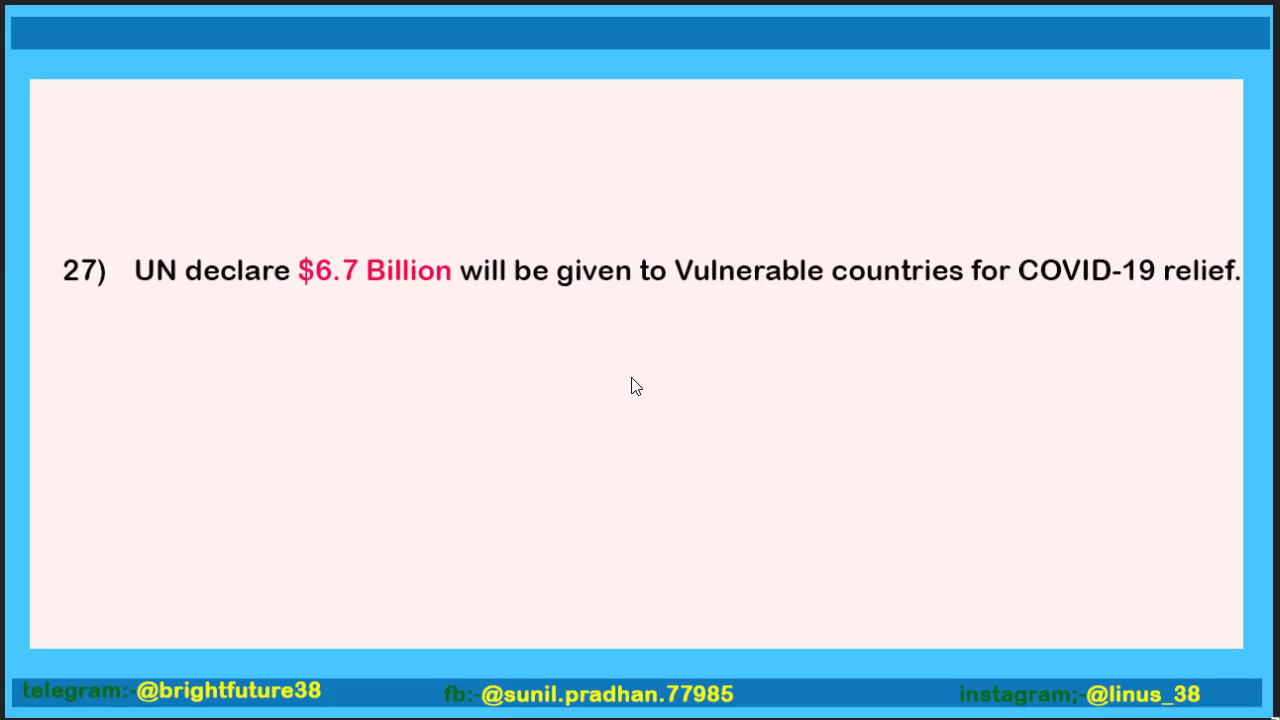 27) UN declare $6.7 Billion will be given to Vulnerable countries for COVID-19 relief.
telegram:-@brightfuture38 fb:-@sunil.pradhan.77985 instagram;-@linus_38